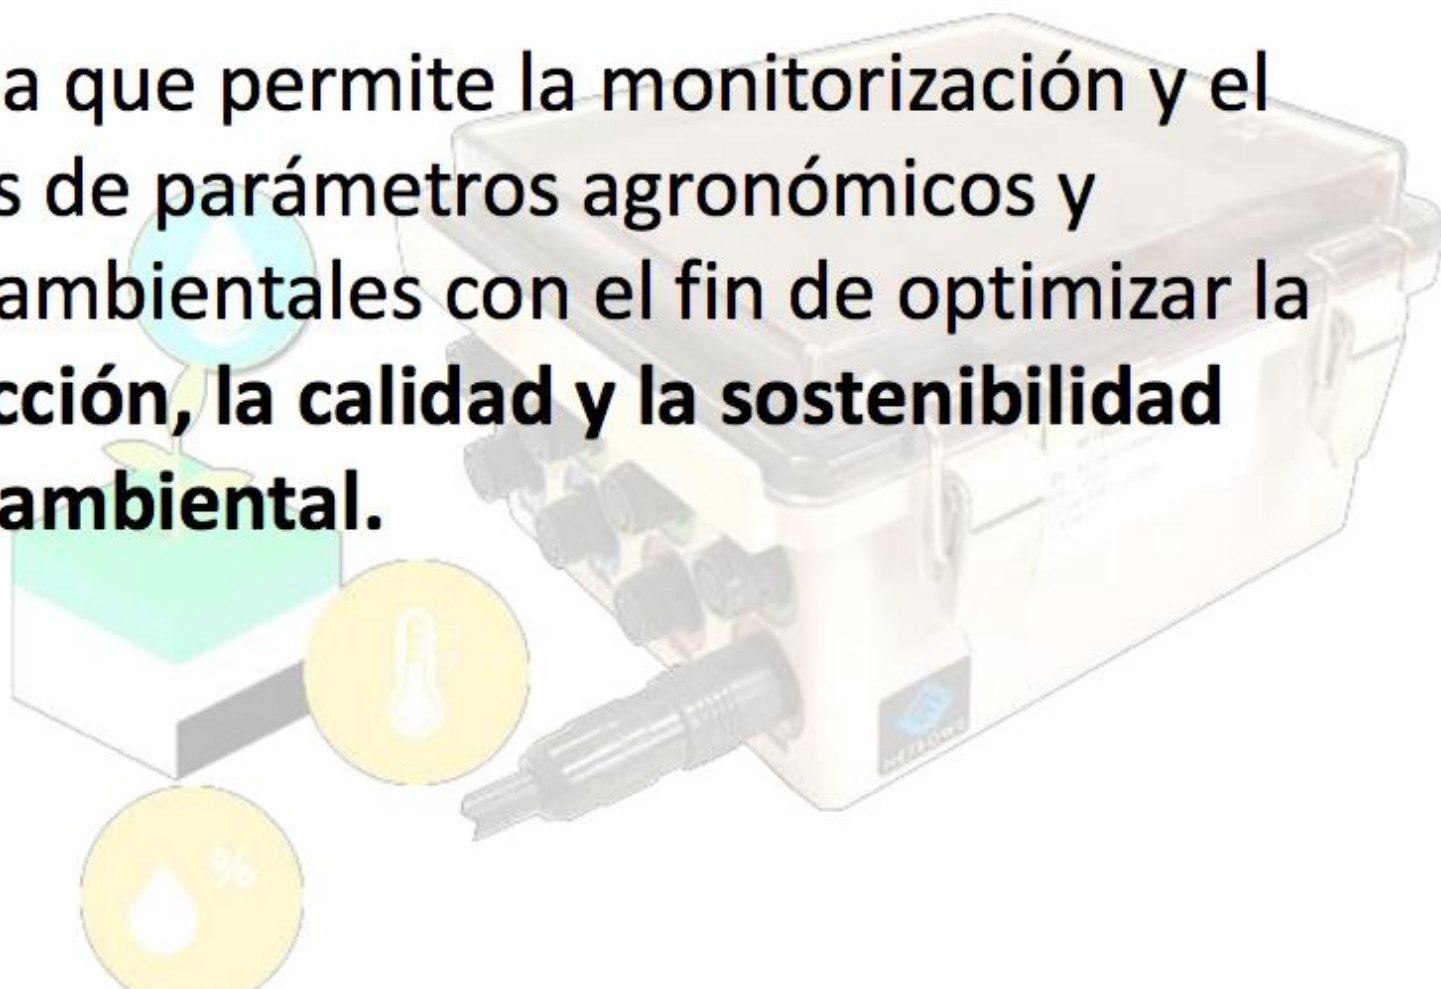 a que permite la monitorización y el
s de parámetros agronómicos y
ambientales con el fin de optimizar la
cción, la calidad y la sostenibilidad
ambiental.
%